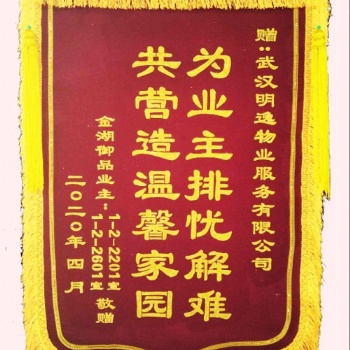 赠:武汉明逸物业服务有限公司
为业主排忧解难
共营造温馨家园
金湖御品业主:1-2-2201室
1-2-2601室
敬赠
二〇二〇年四月